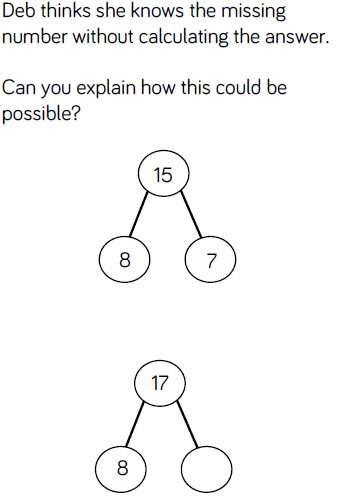 Deb thinks she knows the missing
number without calculating the answer.
Can you explain how this could be
possible?
15
8 7
17
8